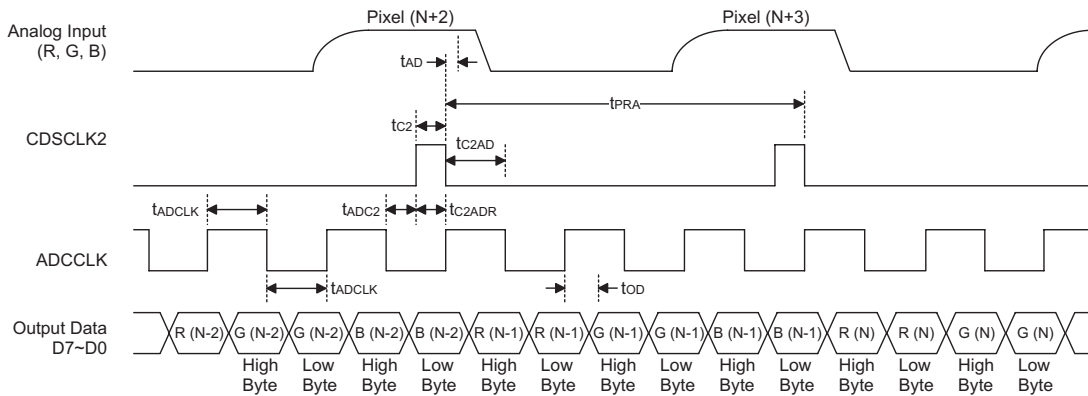 Pixel (N+2)
Pixel (N+3)
Analog Input
(R, G, B)
tAD
tPRA
tC2
CDSCLK2
tC2AD
tADCLK
tADC2
tC2ADR
ADCCLK
tADCLK
tOD
Output Data
D7~D0
R (N-2) G (N-2) G (N-2) B (N-2) B (N-2) R (N-1) R (N-1) G (N-1) G (N-1) B (N-1) B (N-1) R (N) R (N) G (N) G (N)
High Low High Low High Low High Low High Low High Low High Low
Byte Byte Byte Byte Byte Byte Byte Byte Byte Byte Byte Byte Byte Byte